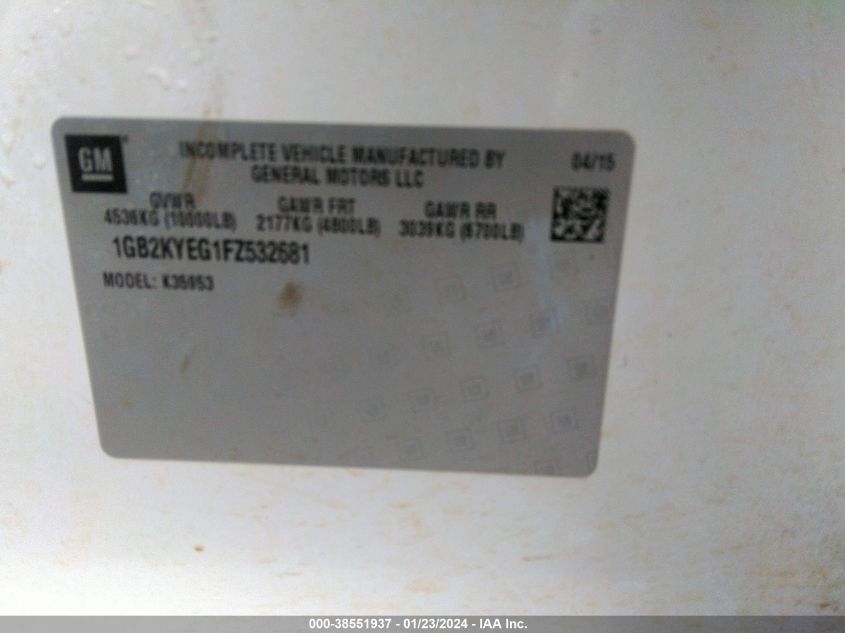 GM
INCOMPLETE VEHICLE MANUFACTURED BY
GENERAL MOTORS LLC
04/15
GVWR
4536KG (10000LB)
GAWR FRT
2177KG (4800LB)
GAWR RR
3039KG (6700LB)
1GB2KYEG1FZ532681
MODEL: K35953
000-38551937 - 01/23/2024 - IAA Inc.